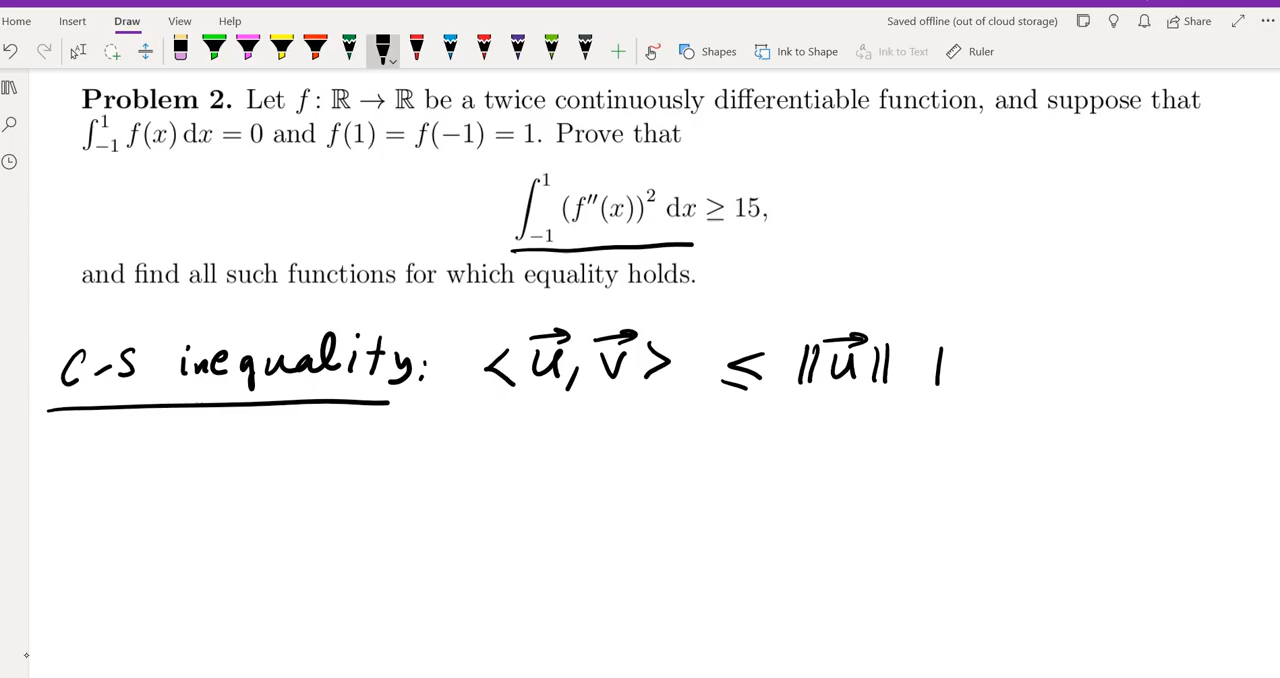 Home Insert Draw View Help Saved offline (out of cloud storage) Share
Shapes Ink to Shape Ink to Text Ruler
Problem 2. Let f : ℝ → ℝ be a twice continuously differentiable function, and suppose that
∫_{-1}^{1} f(x) dx = 0 and f(1) = f(−1) = 1. Prove that
∫_{-1}^{1} (f″(x))² dx ≥ 15,
and find all such functions for which equality holds.
C-S inequality: <u⃗, v⃗> ≤ ||u⃗|| |